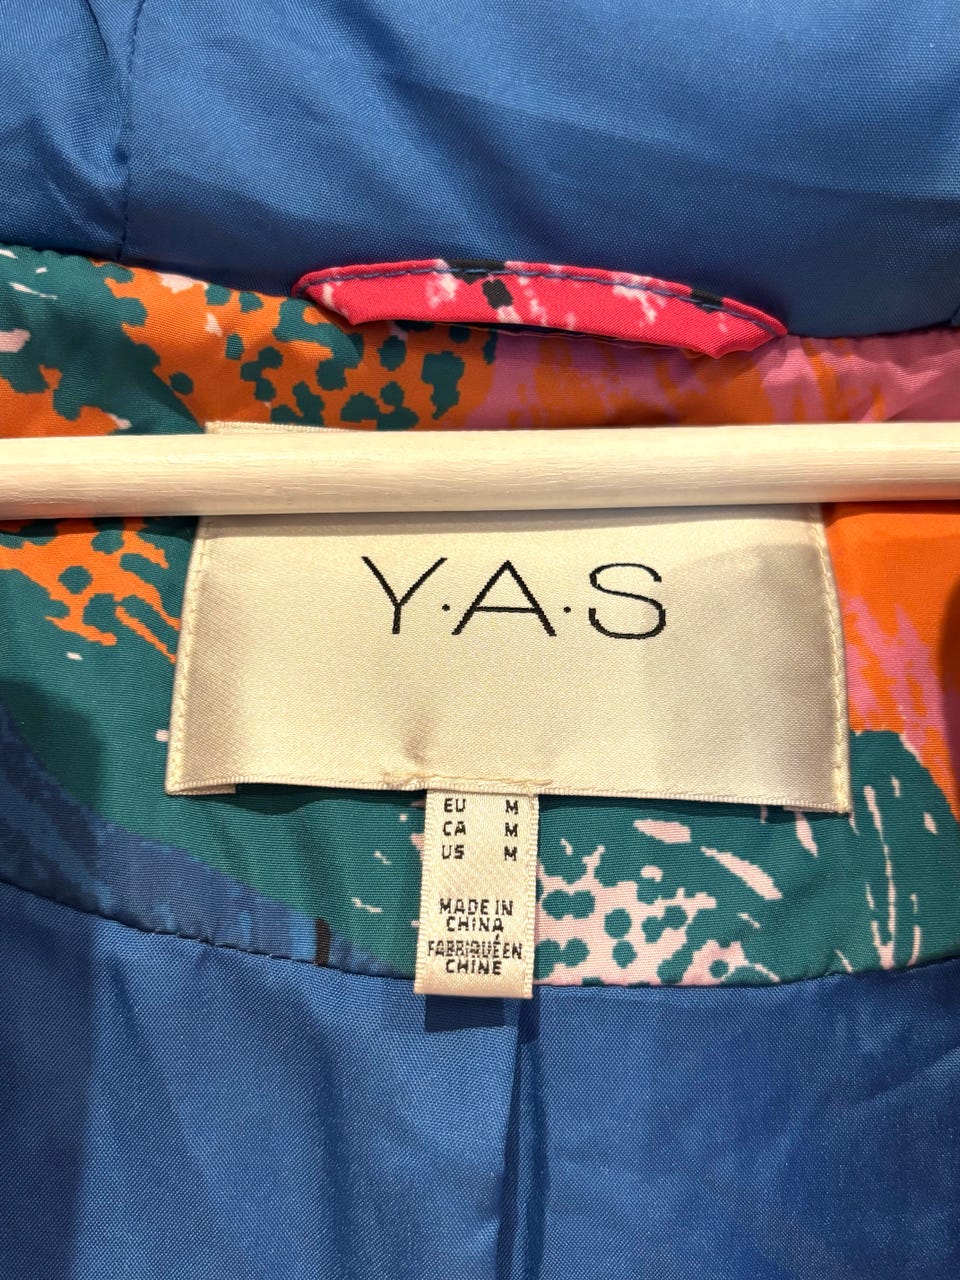 Y·A·S
EU M
CA M
US M
MADE IN
CHINA
FABRIQUÉ EN
CHINE